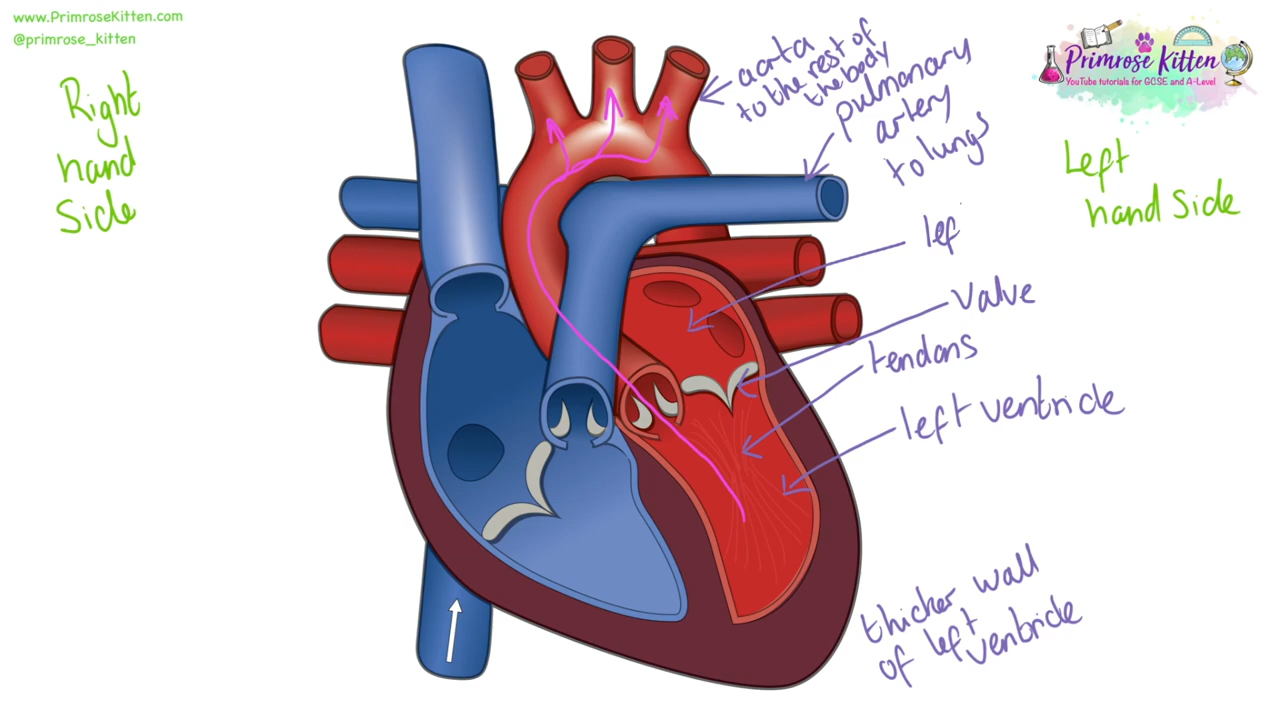 www.PrimroseKitten.com
@primrose_kitten
Right
hand
Side
aorta
to the rest of
the body
pulmonary
artery
to lungs
Primrose Kitten
YouTube tutorials for GCSE and A-Level
Left
hand Side
lef
Valve
tendons
left ventricle
thicker wall
of left
ventricle